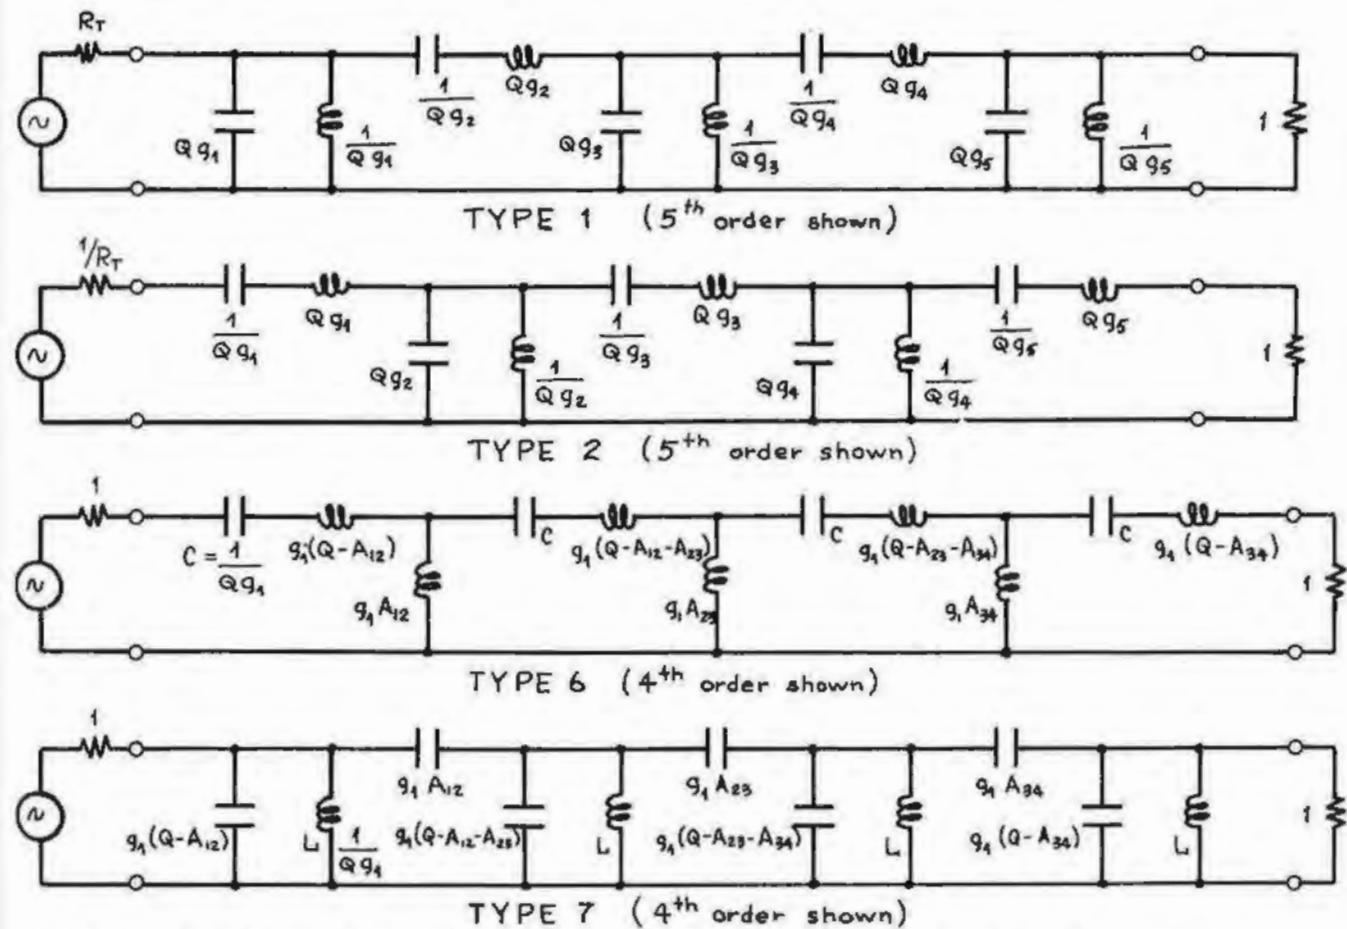 R_T
Qg₁
1/Qg₁
1/Qg₂
Qg₂
Qg₃
1/Qg₃
1/Qg₄
Qg₄
Qg₅
1/Qg₅
1
TYPE 1 (5th order shown)
1/R_T
1/Qg₁
Qg₁
Qg₂
1/Qg₂
1/Qg₃
Qg₃
Qg₄
1/Qg₄
1/Qg₅
Qg₅
1
TYPE 2 (5th order shown)
1
C = 1/Qg₁
g₁(Q-A₁₂)
g₁A₁₂
C
g₁(Q-A₁₂-A₂₃)
g₁A₂₃
C
g₁(Q-A₂₃-A₃₄)
g₁A₃₄
C
g₁(Q-A₃₄)
1
TYPE 6 (4th order shown)
1
g₁(Q-A₁₂)
L 1/Qg₁
g₁A₁₂
g₁(Q-A₁₂-A₂₃)
L
g₁A₂₃
g₁(Q-A₂₃-A₃₄)
L
g₁A₃₄
g₁(Q-A₃₄)
L
1
TYPE 7 (4th order shown)